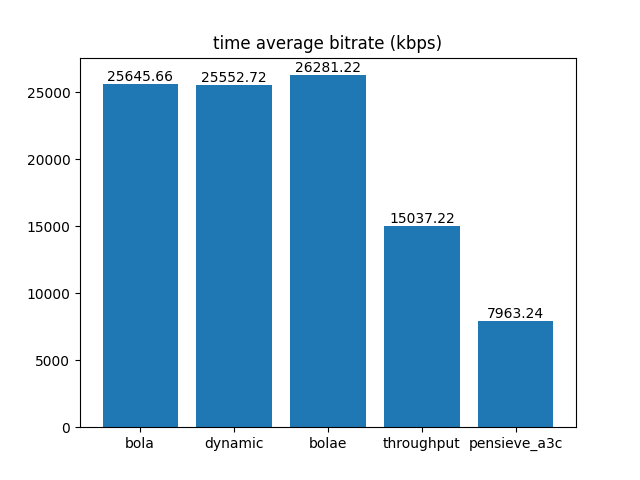 time average bitrate (kbps)
25645.66
25552.72
26281.22
15037.22
7963.24
25000
20000
15000
10000
5000
0
bola
dynamic
bolae
throughput
pensieve_a3c